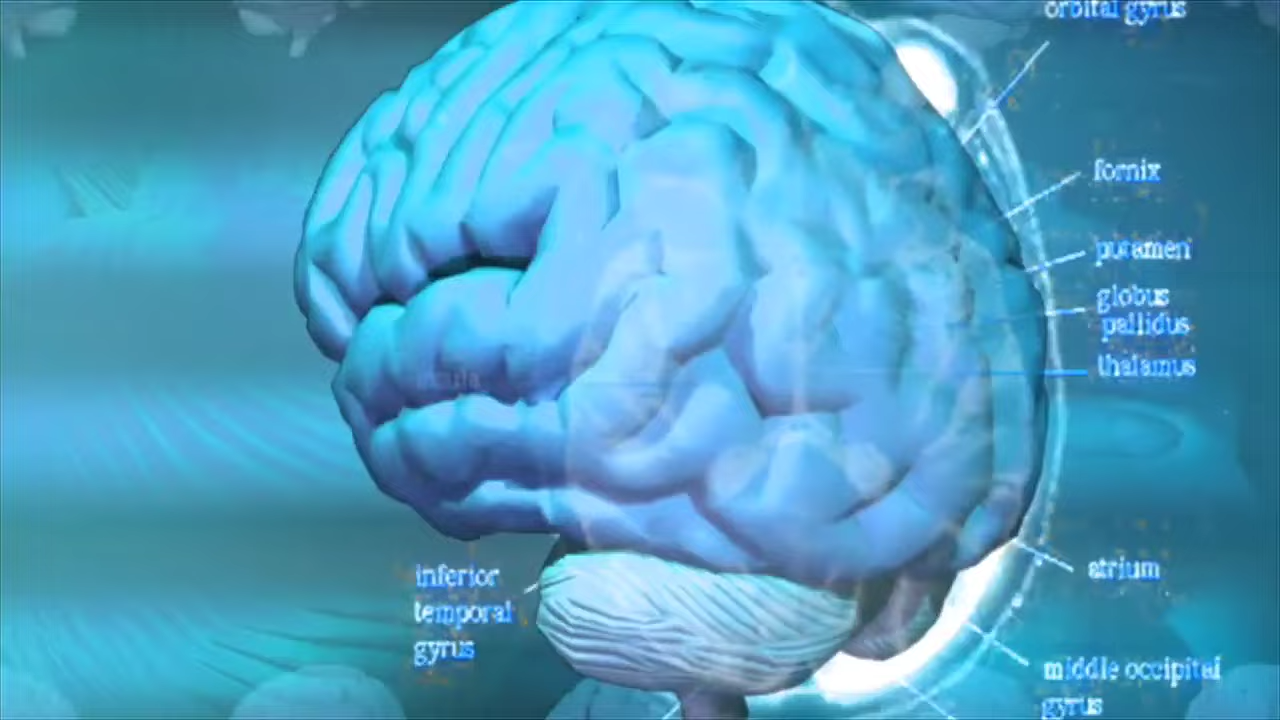 orbital gyrus
fornix
putamen
globus
pallidus
thalamus
atrium
inferior
temporal
gyrus
middle occipital
gyrus